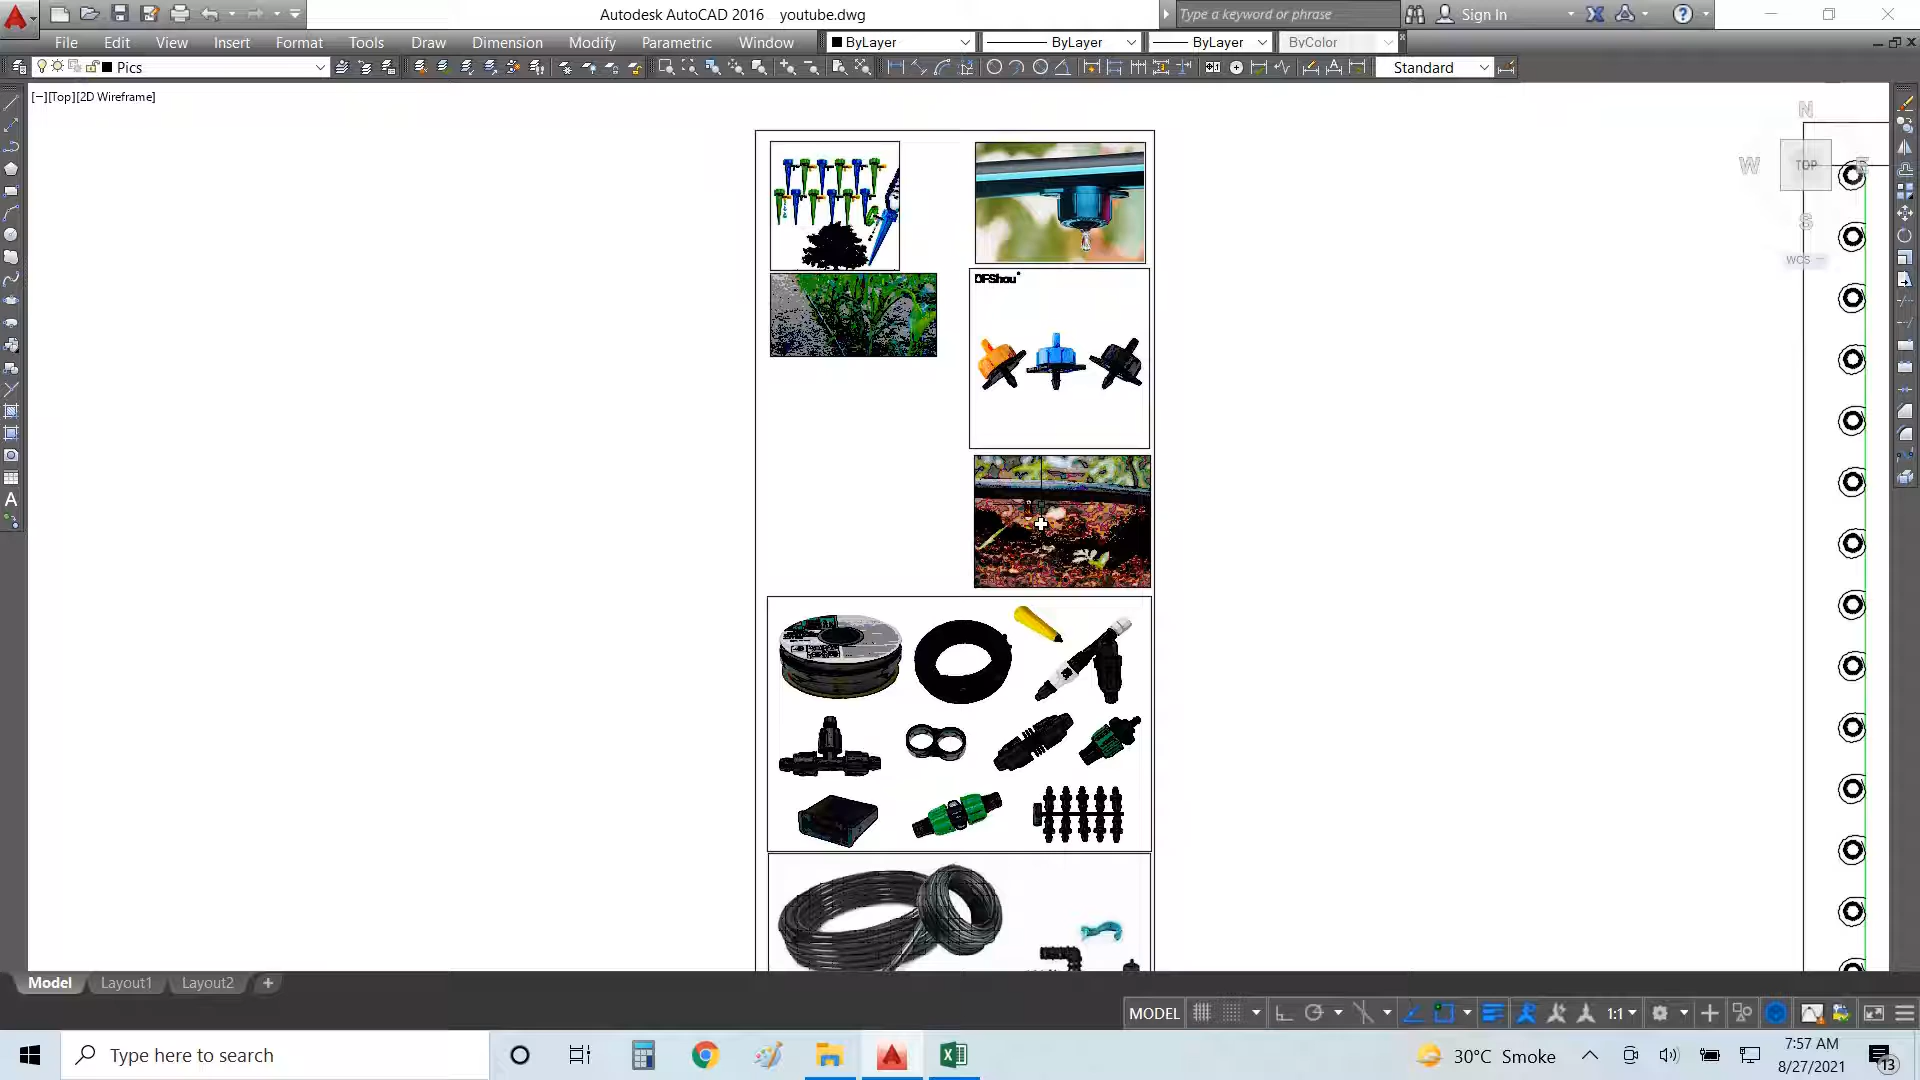 Autodesk AutoCAD 2016 youtube.dwg
Type a keyword or phrase
Sign In
File Edit View Insert Format Tools Draw Dimension Modify Parametric Window
ByLayer ByLayer ByLayer ByColor
Pics
Standard
[−][Top][2D Wireframe]
N
W TOP E
S
WCS
DFShou
Model Layout1 Layout2 +
MODEL 1:1
Type here to search
30°C Smoke
7:57 AM
8/27/2021
13